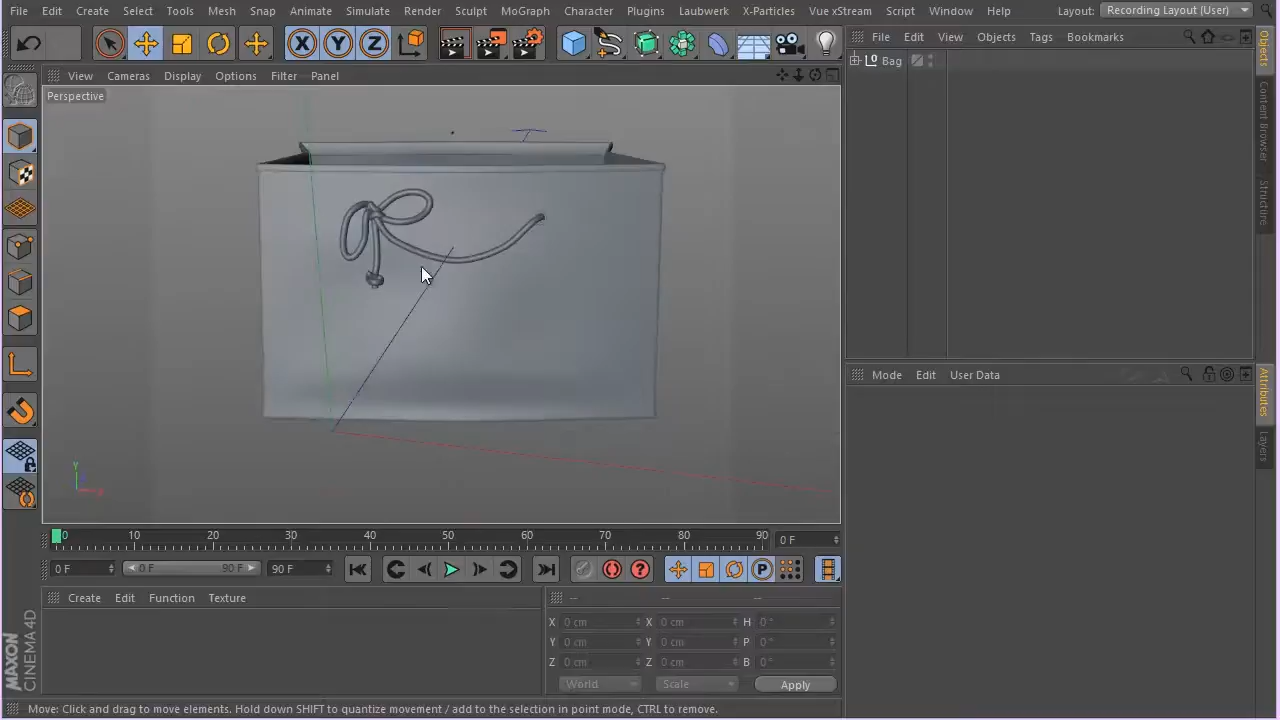 File Edit Create Select Tools Mesh Snap Animate Simulate Render Sculpt MoGraph Character Plugins Laubwerk X-Particles Vue xStream Script Window Help Layout: Recording Layout (User)
X Y Z
File Edit View Objects Tags Bookmarks
Objects
Content Browser
Structure
View Cameras Display Options Filter Panel
Perspective
Bag
Mode Edit User Data
Attributes
Layers
Y
X
0 10 20 30 40 50 60 70 80 90 0 F
0 F 0 F 90 F 90 F P
Create Edit Function Texture
-- -- --
X 0 cm X 0 cm H 0 °
Y 0 cm Y 0 cm P 0 °
Z 0 cm Z 0 cm B 0 °
World Scale Apply
MAXON
CINEMA 4D
Move: Click and drag to move elements. Hold down SHIFT to quantize movement / add to the selection in point mode, CTRL to remove.